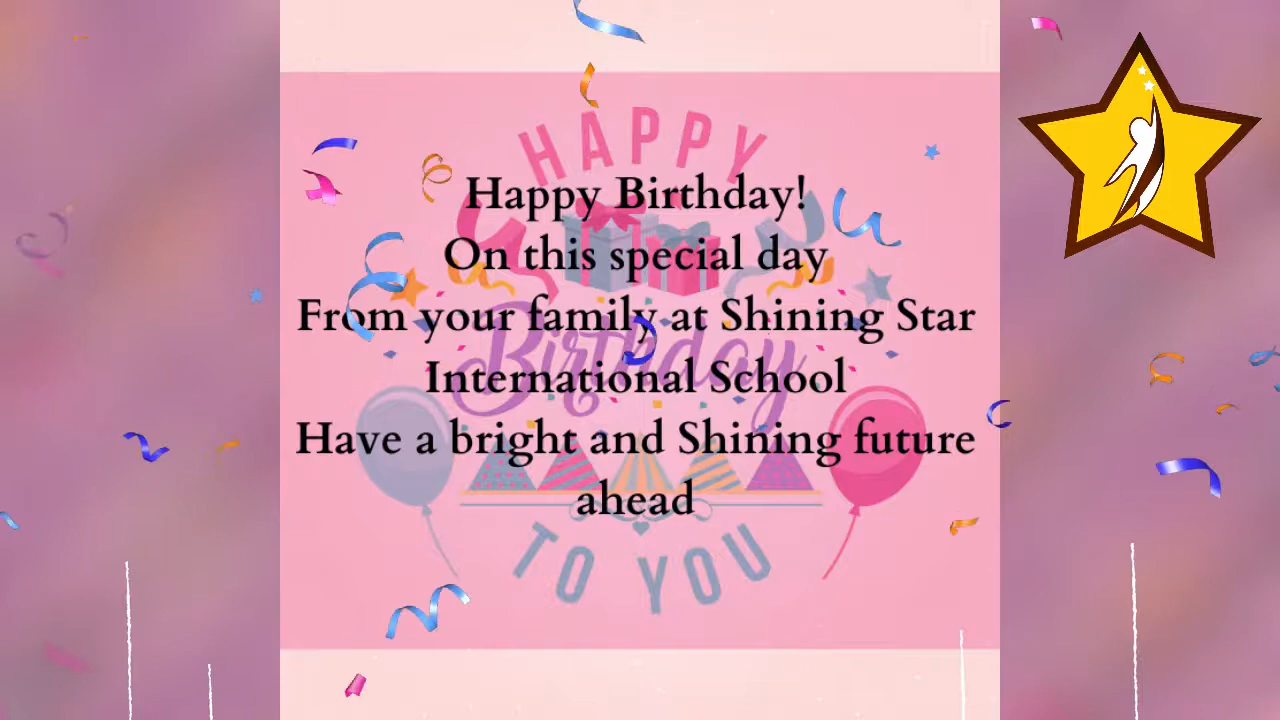 HAPPY
Happy Birthday!
On this special day
From your family at Shining Star
Birthday
International School
Have a bright and Shining future
ahead
TO YOU